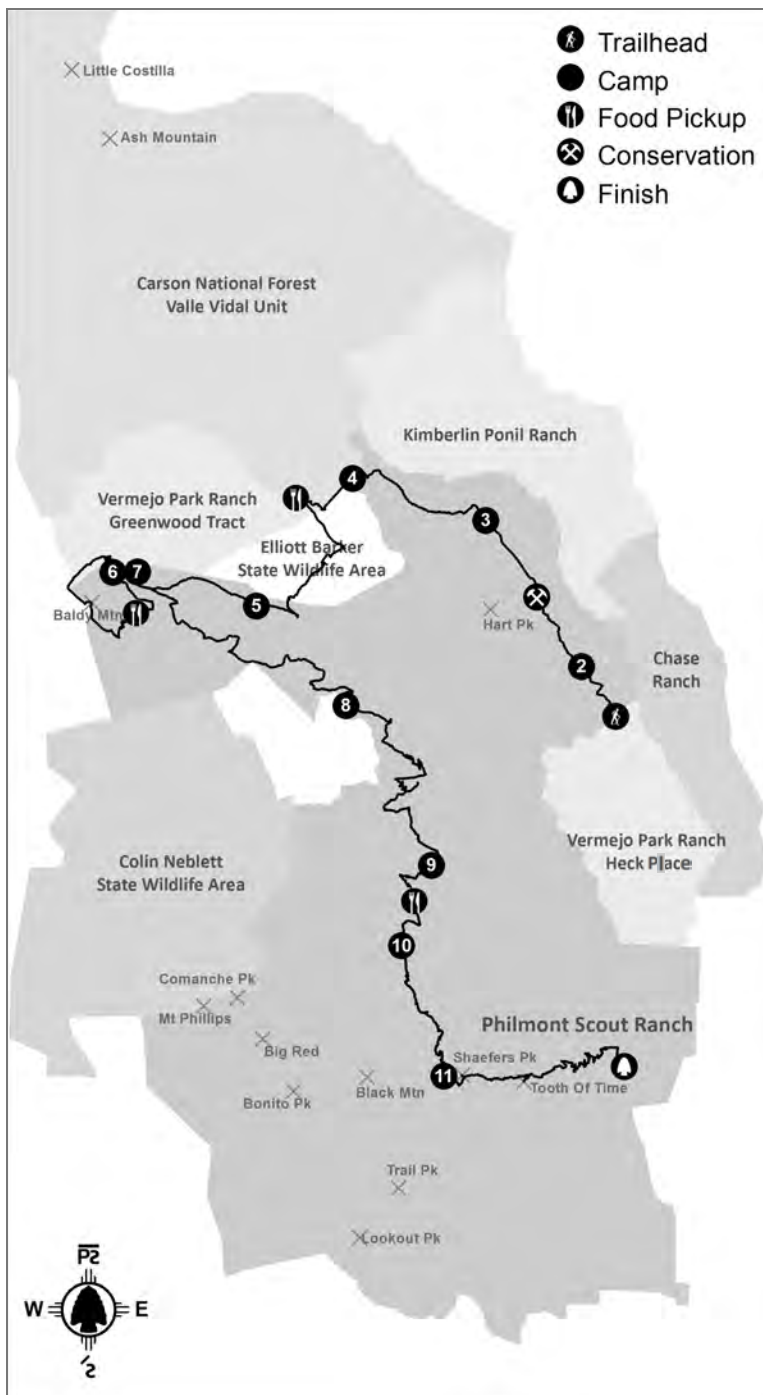 Trailhead
Camp
Food Pickup
Conservation
Finish
Little Costilla
Ash Mountain
Carson National Forest
Valle Vidal Unit
Kimberlin Ponil Ranch
Vermejo Park Ranch
Greenwood Tract
4
3
Elliott Barker
State Wildlife Area
6
7
5
Baldy Mtn
Hart Pk
2
Chase
Ranch
8
Vermejo Park Ranch
Heck Place
Colin Neblett
State Wildlife Area
9
10
Comanche Pk
Mt Phillips
Big Red
Philmont Scout Ranch
Shaefers Pk
11
Black Mtn
Bonito Pk
Tooth Of Time
Trail Pk
Lookout Pk
W
E